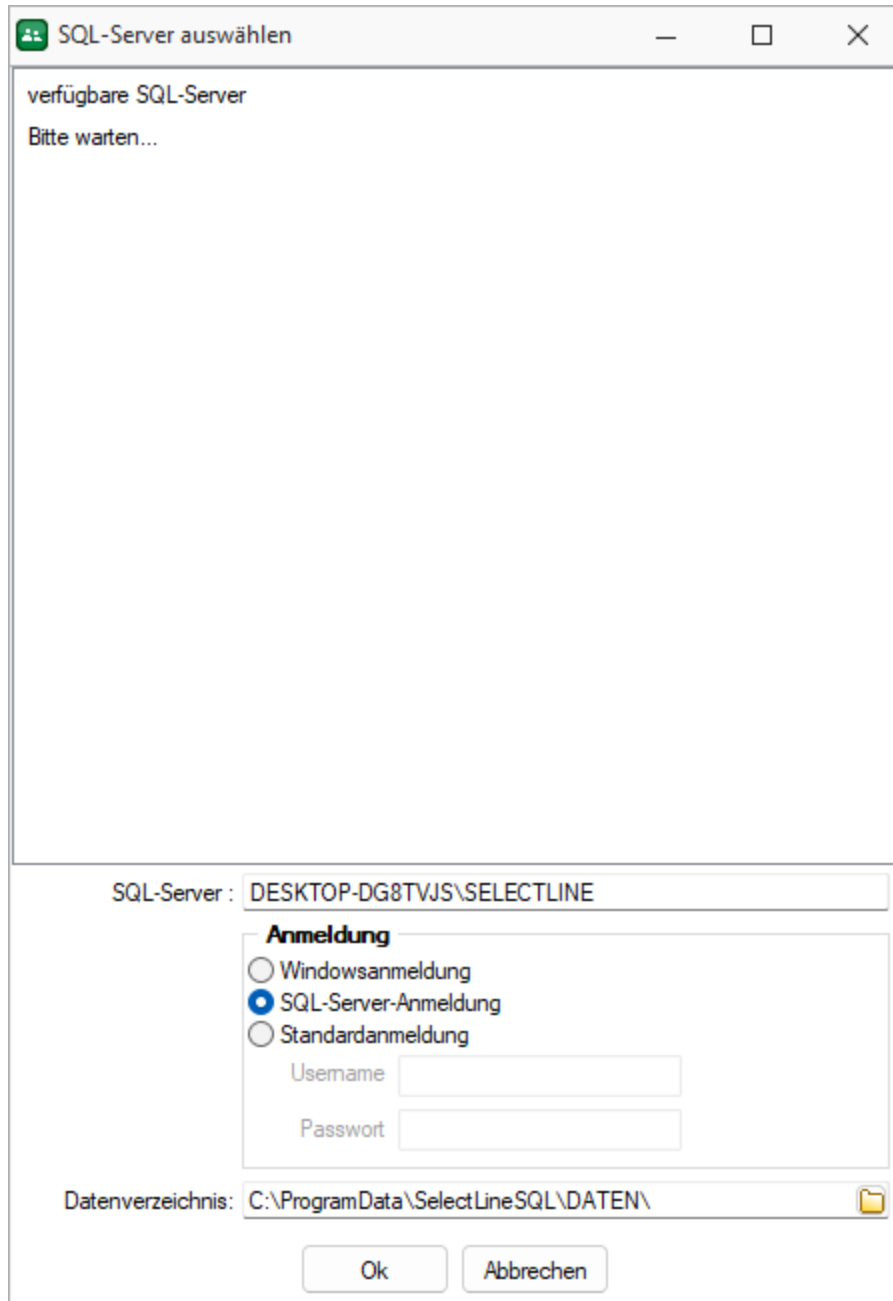 SQL-Server auswählen
verfügbare SQL-Server
Bitte warten...
SQL-Server : DESKTOP-DG8TVJS\SELECTLINE
Anmeldung
Windowsanmeldung
SQL-Server-Anmeldung
Standardanmeldung
Username
Passwort
Datenverzeichnis: C:\ProgramData\SelectLineSQL\DATEN\
Ok Abbrechen